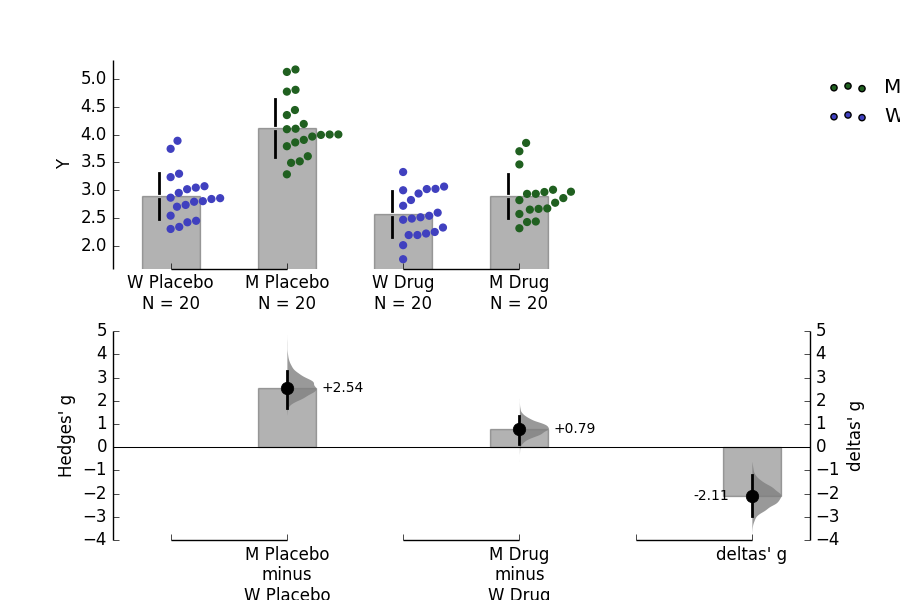 5.0
4.5
4.0
3.5
3.0
2.5
2.0
Y
M
W Placebo
N = 20
M Placebo
N = 20
W Drug
N = 20
M Drug
N = 20
5
4
3
2
1
0
−1
−2
−3
−4
Hedges' g
+2.54
+0.79
-2.11
5
4
3
2
1
0
−1
−2
−3
−4
deltas' g
M Placebo
minus
W Placebo
M Drug
minus
W Drug
deltas' g